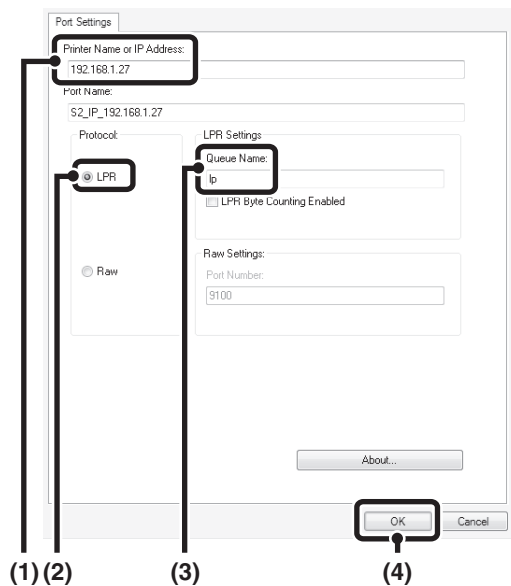 Port Settings
Printer Name or IP Address:
192.168.1.27
Port Name:
S2_IP_192.168.1.27
Protocol:
LPR
Raw
LPR Settings
Queue Name:
lp
LPR Byte Counting Enabled
Raw Settings:
Port Number:
9100
About...
OK
Cancel
(1) (2) (3) (4)